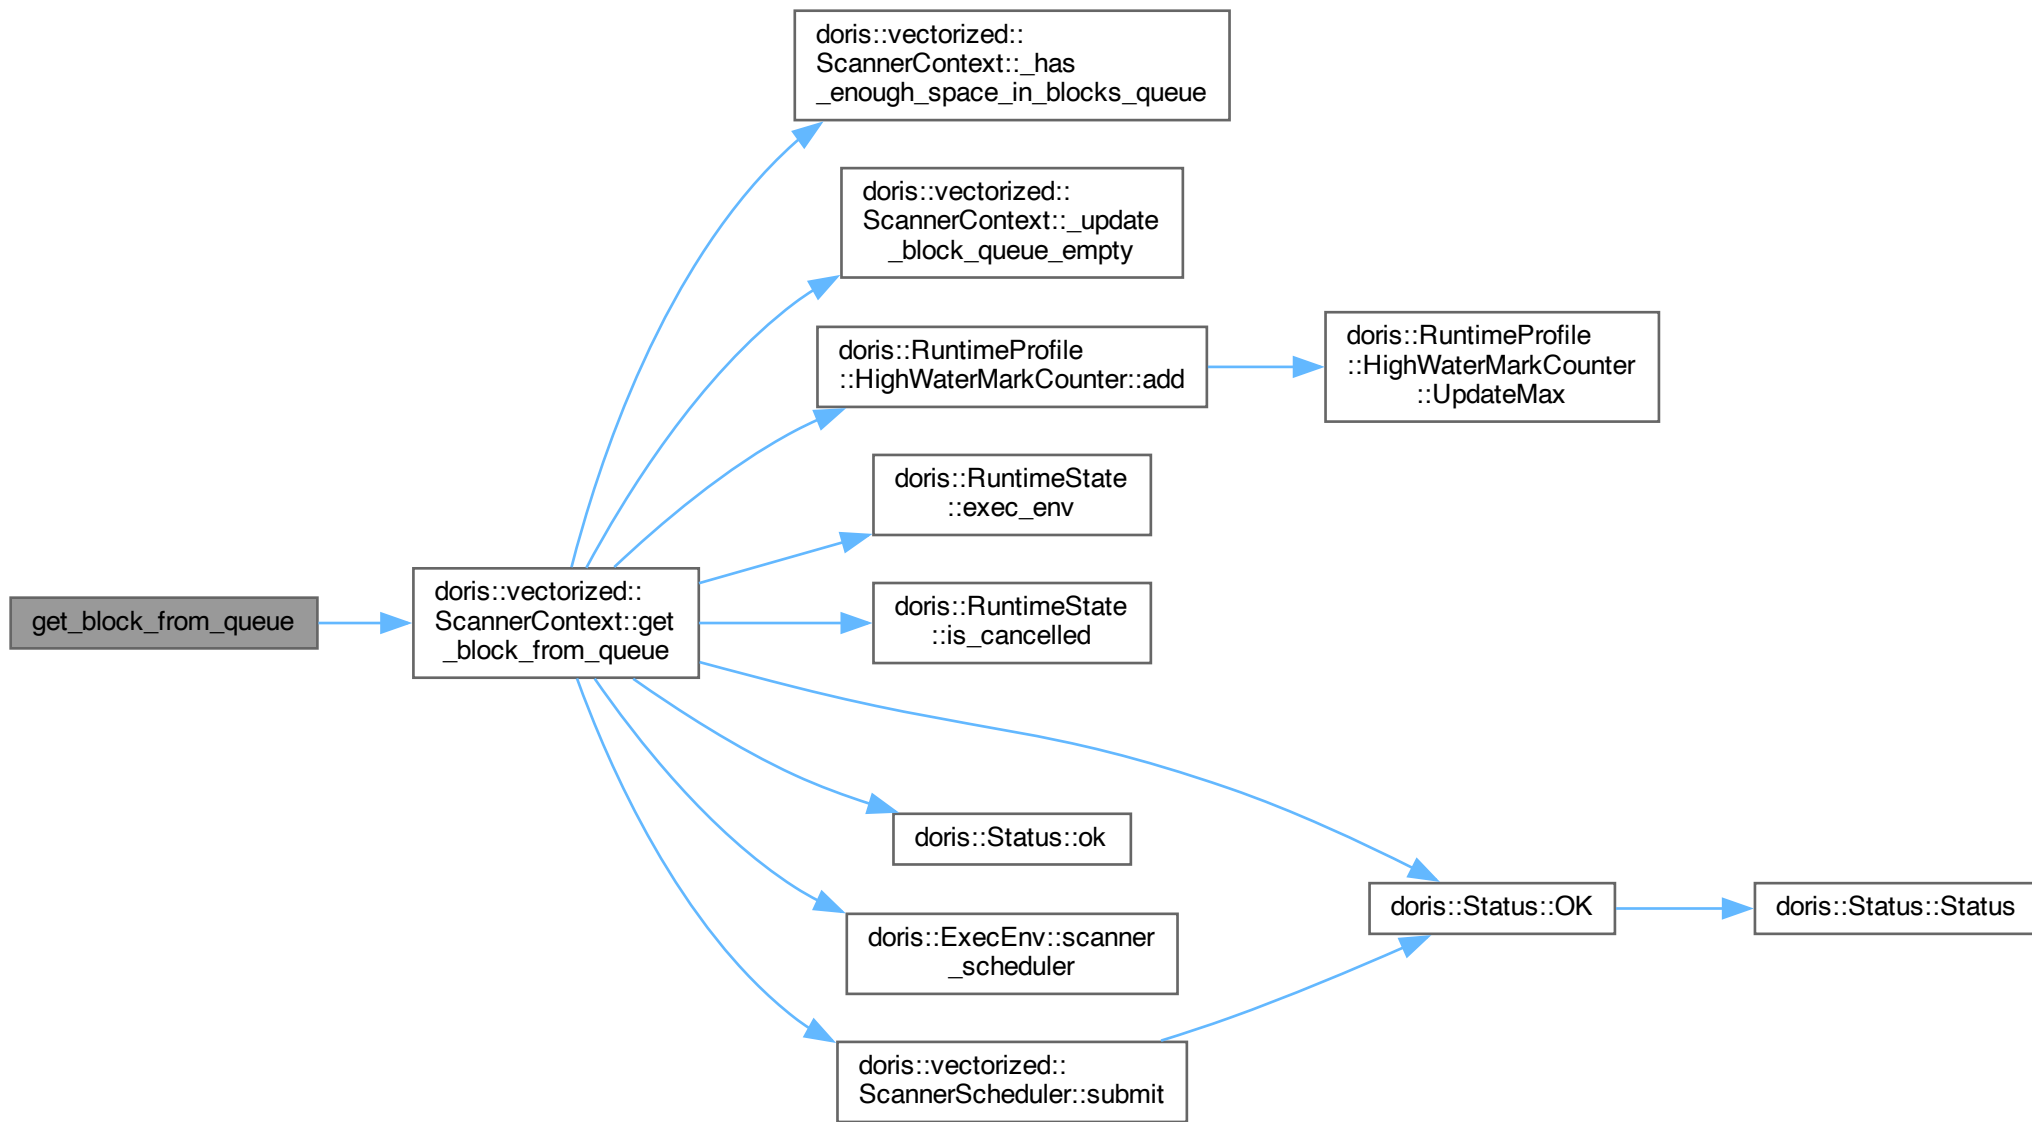 doris::vectorized::
ScannerContext::_has
_enough_space_in_blocks_queue
doris::vectorized::
ScannerContext::_update
_block_queue_empty
doris::RuntimeProfile
::HighWaterMarkCounter::add
doris::RuntimeProfile
::HighWaterMarkCounter
::UpdateMax
doris::RuntimeState
::exec_env
get_block_from_queue
doris::vectorized::
ScannerContext::get
_block_from_queue
doris::RuntimeState
::is_cancelled
doris::Status::ok
doris::Status::OK
doris::Status::Status
doris::ExecEnv::scanner
_scheduler
doris::vectorized::
ScannerScheduler::submit